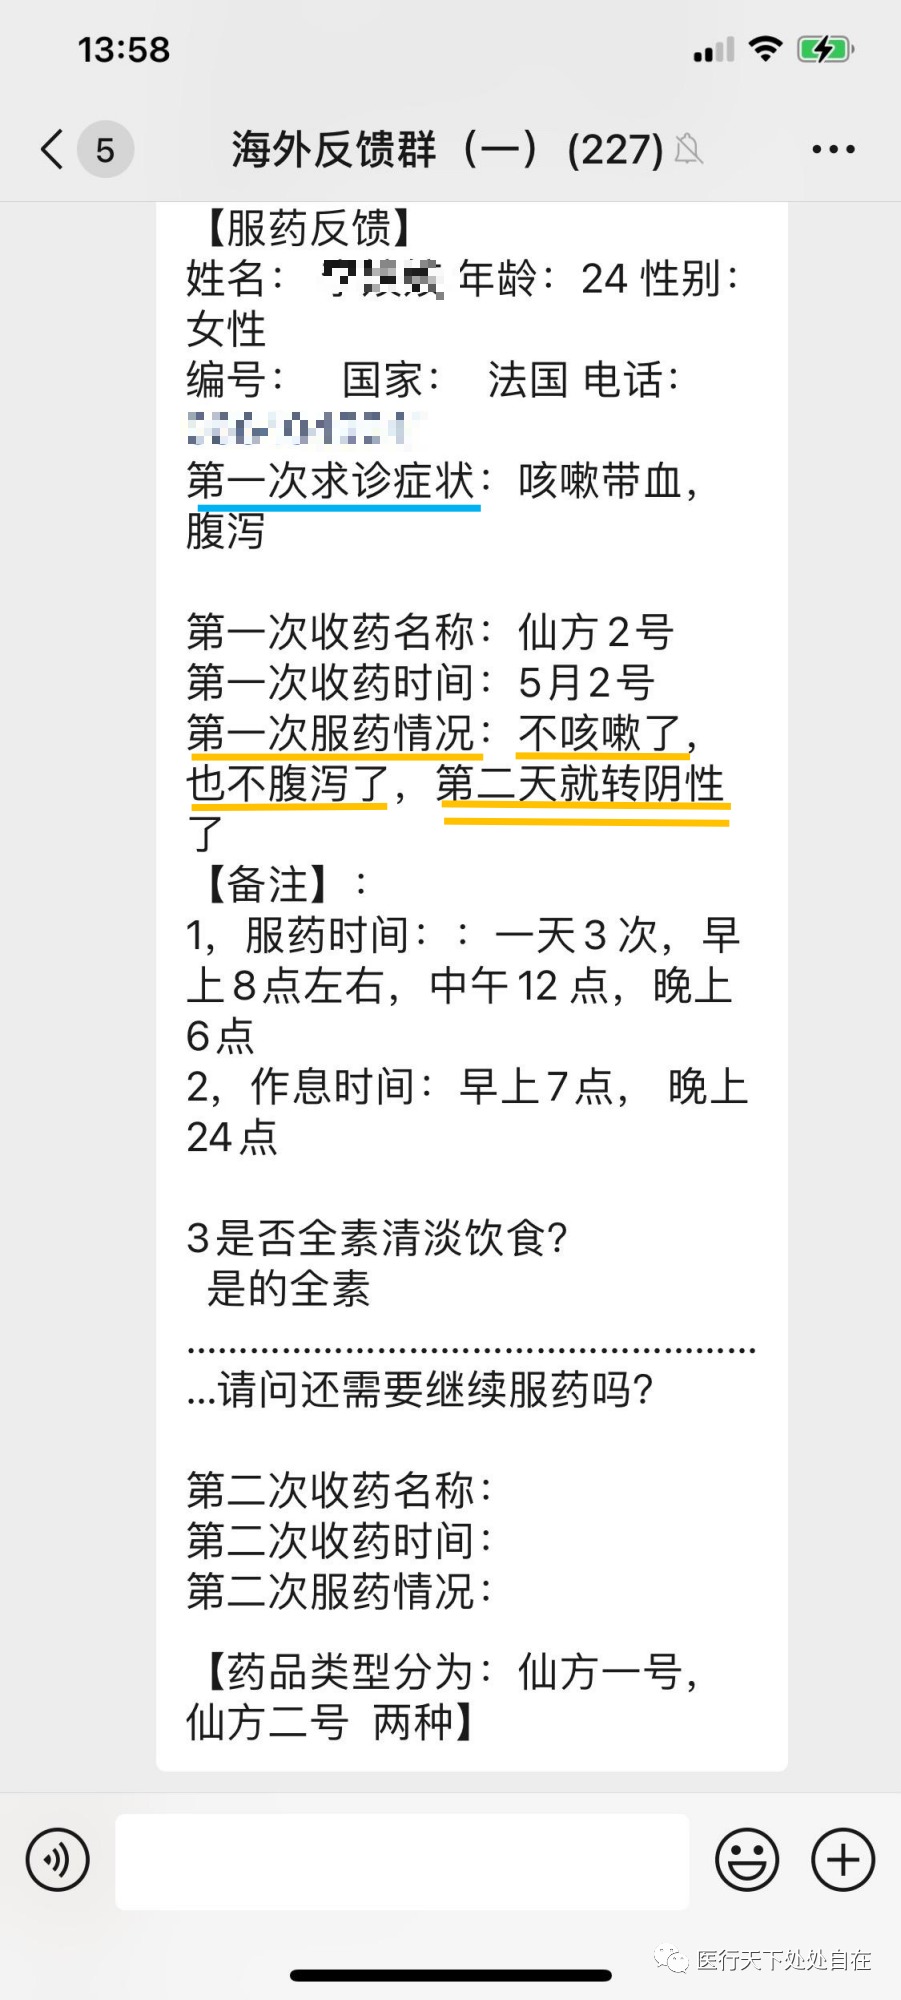 13:58
5
海外反馈群（一）(227)
【服药反馈】
姓名： 年龄：24 性别：
女性
编号： 国家： 法国 电话：
第一次求诊症状：咳嗽带血，
腹泻
第一次收药名称：仙方2号
第一次收药时间：5月2号
第一次服药情况：不咳嗽了，
也不腹泻了，第二天就转阴性
了
【备注】：
1，服药时间：：一天3 次，早
上8点左右，中午12 点，晚上
6点
2，作息时间：早上7点， 晚上
24点
3是否全素清淡饮食?
是的全素
......................................................
...请问还需要继续服药吗?
第二次收药名称：
第二次收药时间：
第二次服药情况：
【药品类型分为：仙方一号，
仙方二号 两种】
医行天下处处自在